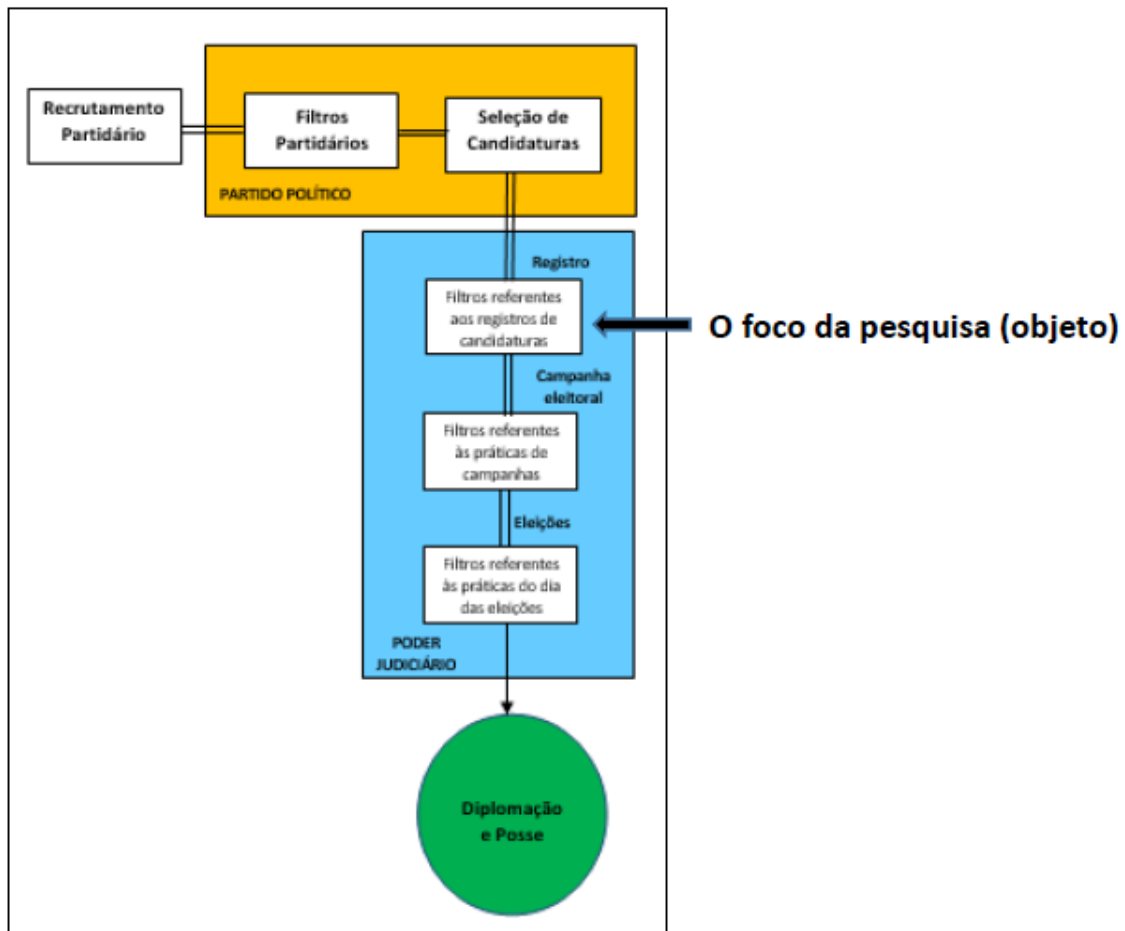 Recrutamento
Partidário
Filtros
Partidários
Seleção de
Candidaturas
PARTIDO POLÍTICO
Registro
Filtros referentes
aos registros de
candidaturas
O foco da pesquisa (objeto)
Campanha
eleitoral
Filtros referentes
às práticas de
campanhas
Eleições
Filtros referentes
às práticas do dia
das eleições
PODER
JUDICIÁRIO
Diplomação
e Posse